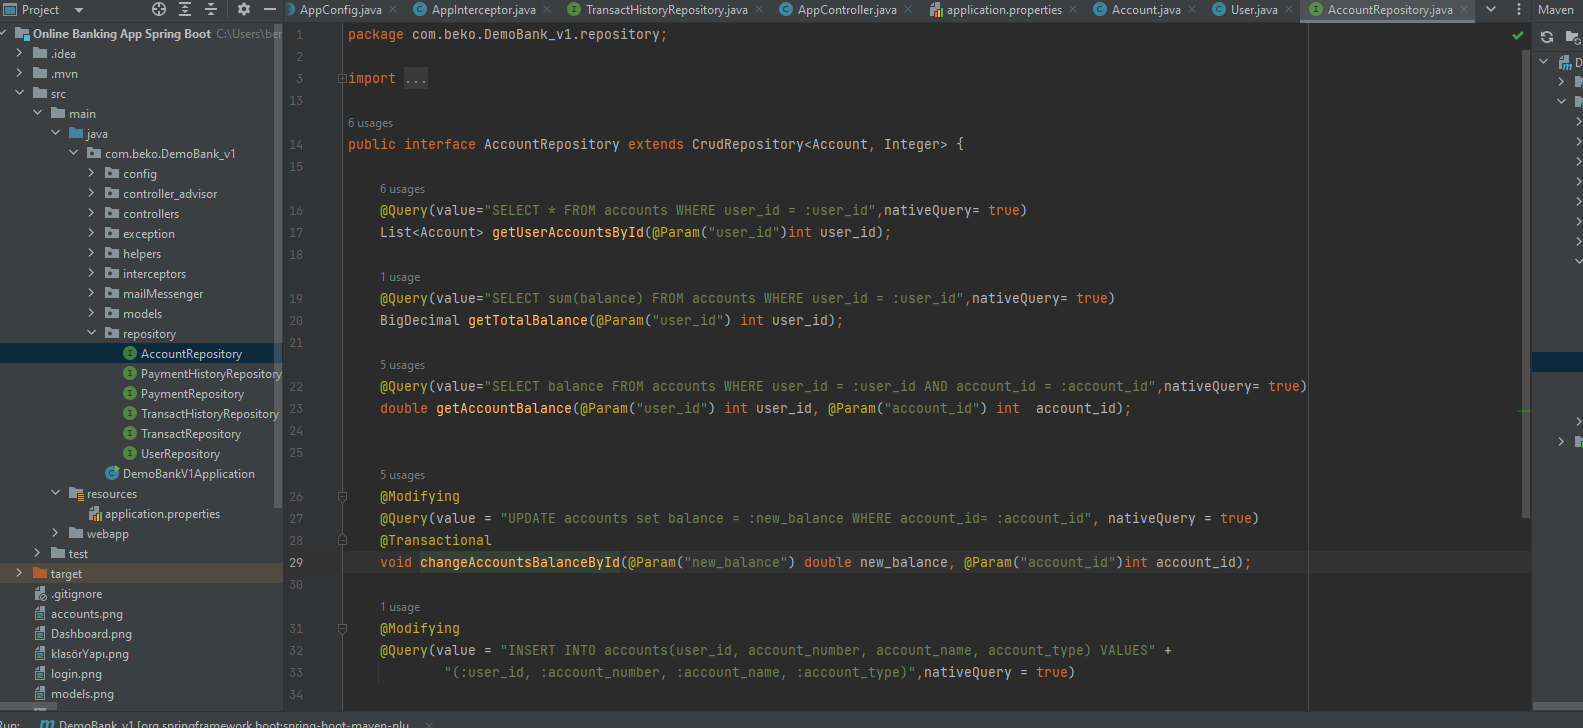 Project
AppConfig.java
AppInterceptor.java
TransactHistoryRepository.java
AppController.java
application.properties
Account.java
User.java
AccountRepository.java
Maven
Online Banking App Spring Boot C:\Users\ber
.idea
.mvn
src
main
java
com.beko.DemoBank_v1
config
controller_advisor
controllers
exception
helpers
interceptors
mailMessenger
models
repository
AccountRepository
PaymentHistoryRepository
PaymentRepository
TransactHistoryRepository
TransactRepository
UserRepository
DemoBankV1Application
resources
application.properties
webapp
test
target
.gitignore
accounts.png
Dashboard.png
klasörYapı.png
login.png
models.png
1 package com.beko.DemoBank_v1.repository;
2
3 import ...
13
6 usages
14 public interface AccountRepository extends CrudRepository<Account, Integer> {
15
6 usages
16 @Query(value="SELECT * FROM accounts WHERE user_id = :user_id",nativeQuery= true)
17 List<Account> getUserAccountsById(@Param("user_id")int user_id);
18
1 usage
19 @Query(value="SELECT sum(balance) FROM accounts WHERE user_id = :user_id",nativeQuery= true)
20 BigDecimal getTotalBalance(@Param("user_id") int user_id);
21
5 usages
22 @Query(value="SELECT balance FROM accounts WHERE user_id = :user_id AND account_id = :account_id",nativeQuery= true)
23 double getAccountBalance(@Param("user_id") int user_id, @Param("account_id") int  account_id);
24
25
5 usages
26 @Modifying
27 @Query(value = "UPDATE accounts set balance = :new_balance WHERE account_id= :account_id", nativeQuery = true)
28 @Transactional
29 void changeAccountsBalanceById(@Param("new_balance") double new_balance, @Param("account_id")int account_id);
30
1 usage
31 @Modifying
32 @Query(value = "INSERT INTO accounts(user_id, account_number, account_name, account_type) VALUES" +
33 "(:user_id, :account_number, :account_name, :account_type)",nativeQuery = true)
34
D
Run: DemoBank_v1 [org.springframework.boot:spring-boot-maven-plu